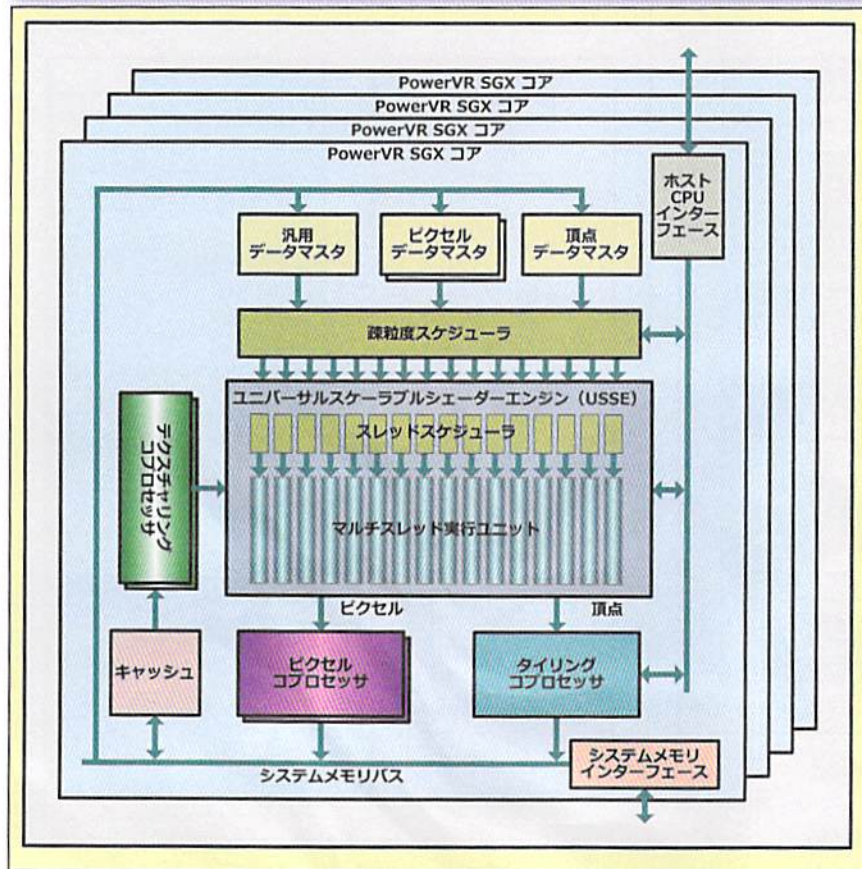 PowerVR SGX コア
PowerVR SGX コア
PowerVR SGX コア
PowerVR SGX コア
ホスト
CPU
インター
フェース
汎用
データマスタ
ピクセル
データマスタ
頂点
データマスタ
疎粒度スケジューラ
ユニバーサルスケーラブルシェーダーエンジン（USSE）
スレッドスケジューラ
テクスチャリング
コプロセッサ
マルチスレッド実行ユニット
ピクセル
頂点
キャッシュ
ピクセル
コプロセッサ
タイリング
コプロセッサ
システムメモリバス
システムメモリ
インターフェース